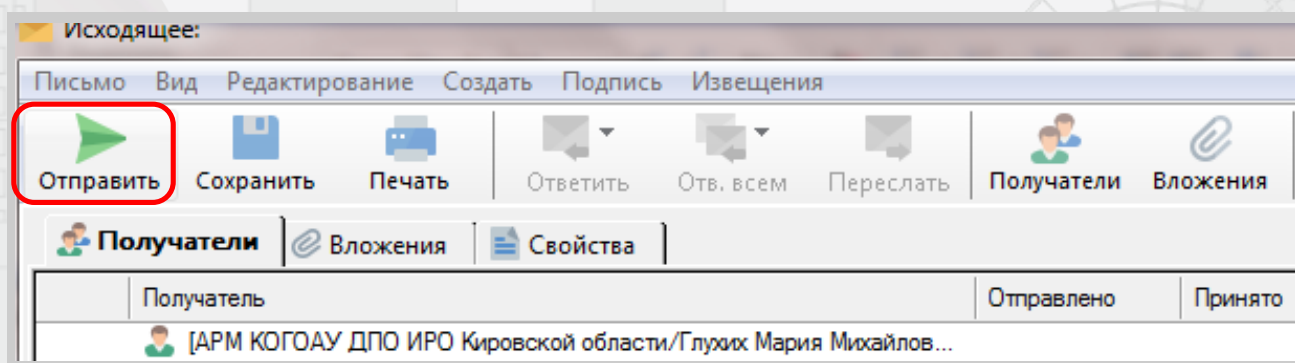 Исходящее:
Письмо Вид Редактирование Создать Подпись Извещения
Отправить Сохранить Печать Ответить Отв. всем Переслать Получатели Вложения
Получатели Вложения Свойства
Получатель Отправлено Принято
[АРМ КОГОАУ ДПО ИРО Кировской области/Глухих Мария Михайлов...